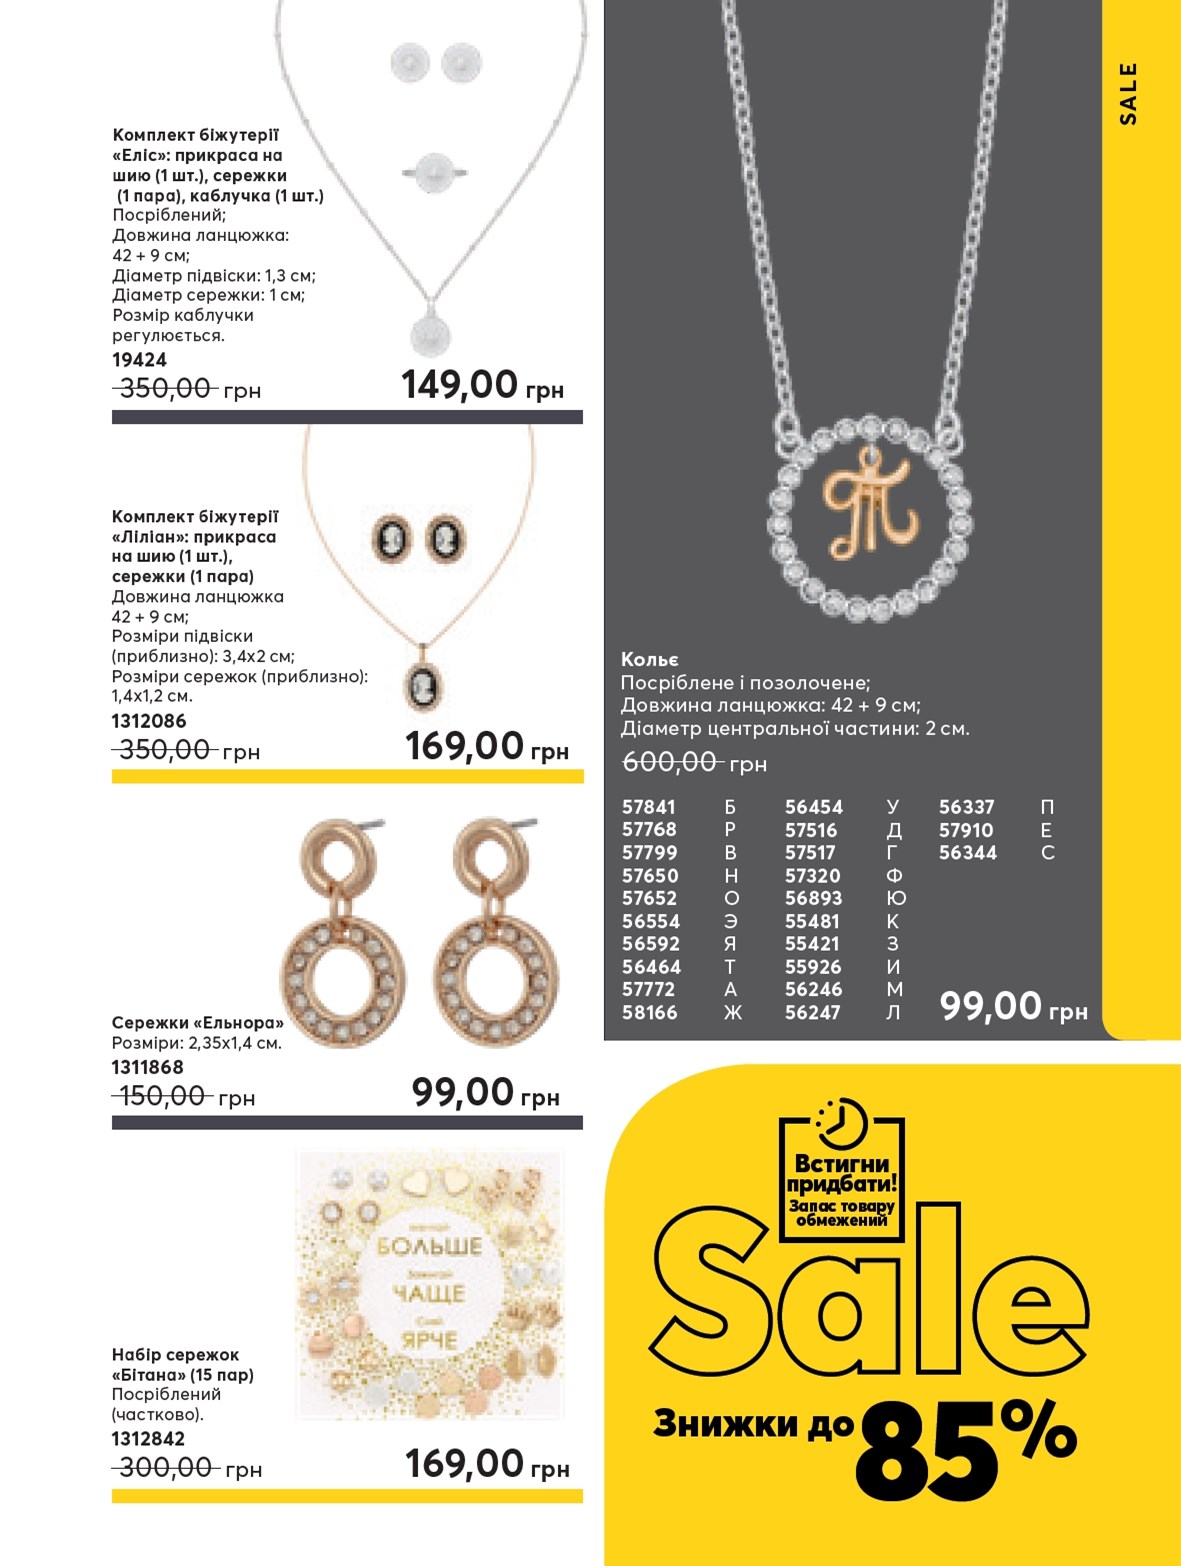 Комплект біжутерії
«Еліс»: прикраса на
шию (1 шт.), сережки
(1 пара), каблучка (1 шт.)
Посріблений;
Довжина ланцюжка:
42 + 9 см;
Діаметр підвіски: 1,3 см;
Діаметр сережки: 1 см;
Розмір каблучки
регулюється.
19424
350,00 грн
149,00 грн
Комплект біжутерії
«Ліліан»: прикраса
на шию (1 шт.),
сережки (1 пара)
Довжина ланцюжка
42 + 9 см;
Розміри підвіски
(приблизно): 3,4х2 см;
Розміри сережок (приблизно):
1,4х1,2 см.
1312086
350,00 грн
169,00 грн
Сережки «Ельнора»
Розміри: 2,35х1,4 см.
1311868
150,00 грн
99,00 грн
БОЛЬШЕ
ЧАЩЕ
ЯРЧЕ
Набір сережок
«Бітана» (15 пар)
Посріблений
(частково).
1312842
300,00 грн
169,00 грн
SALE
Кольє
Посріблене і позолочене;
Довжина ланцюжка: 42 + 9 см;
Діаметр центральної частини: 2 см.
600,00 грн
57841 Б 56454 У 56337 П
57768 Р 57516 Д 57910 Е
57799 В 57517 Г 56344 С
57650 Н 57320 Ф
57652 О 56893 Ю
56554 Э 55481 К
56592 Я 55421 З
56464 Т 55926 И
57772 А 56246 М
58166 Ж 56247 Л
99,00 грн
Встигни
придбати!
Запас товару
обмежений
Sale
Знижки до 85%